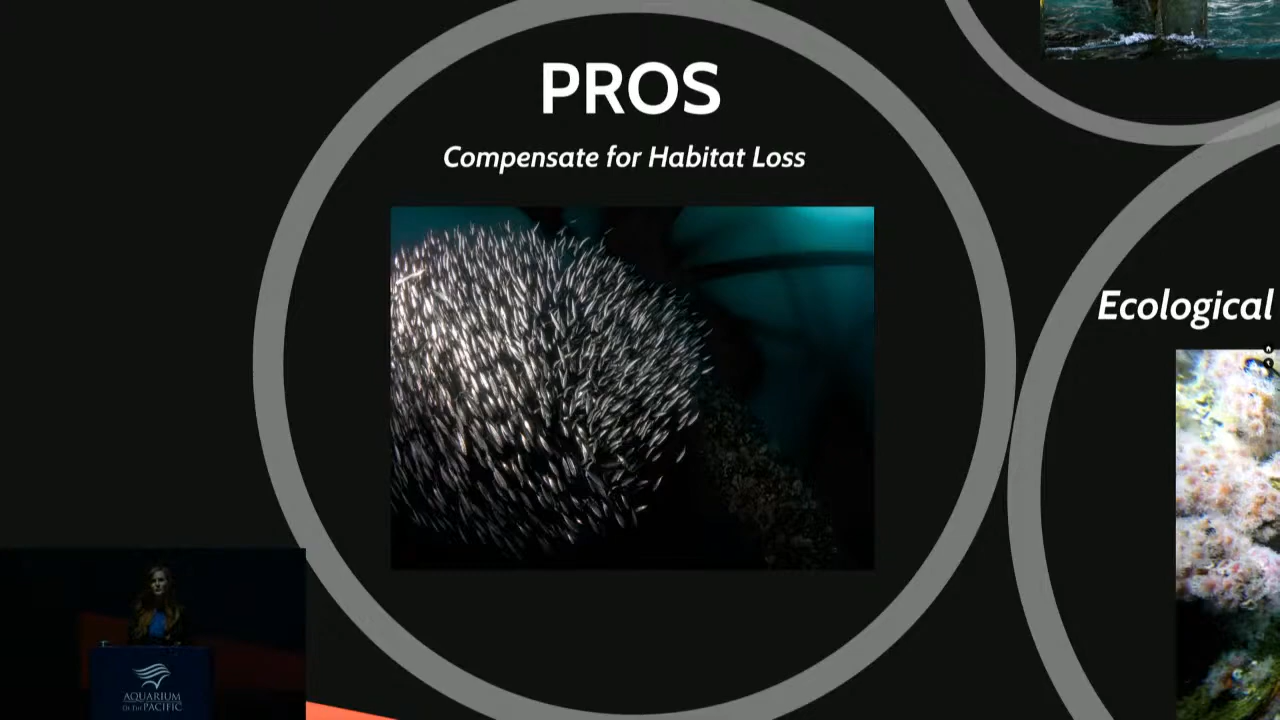 PROS
Compensate for Habitat Loss
Ecological
AQUARIUM
OF THE PACIFIC